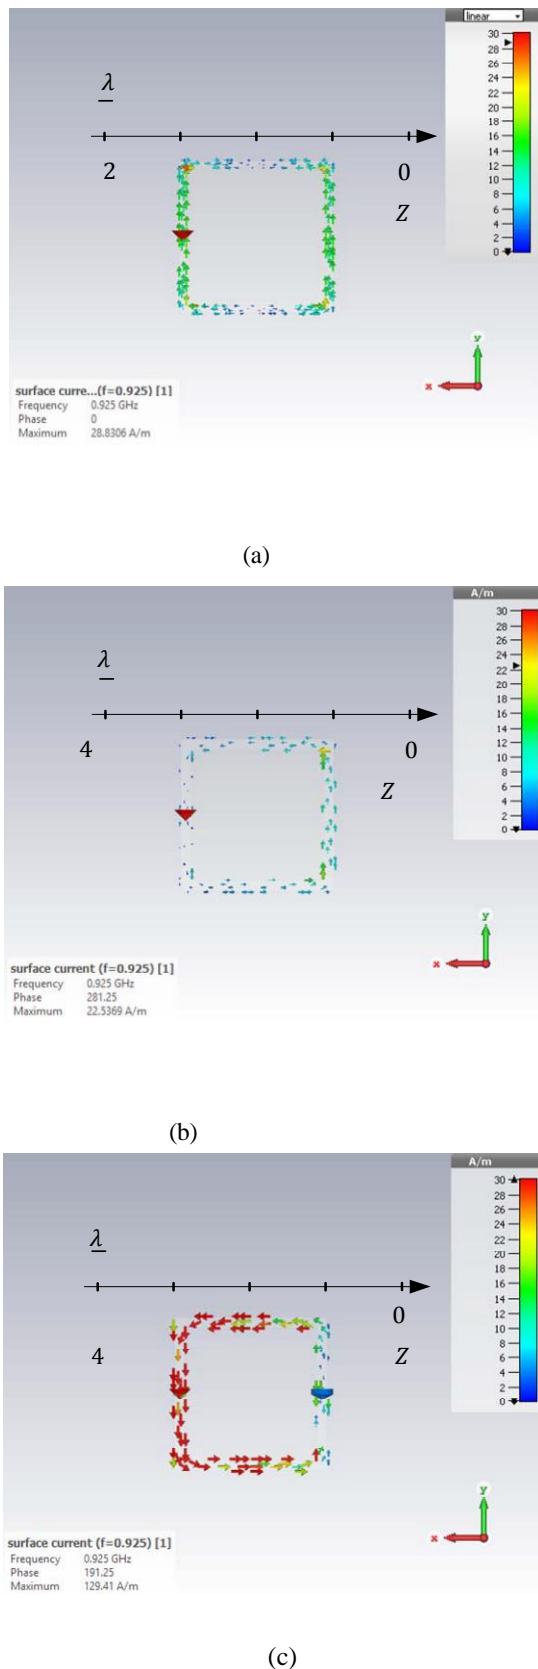 linear
30
28
26
24
22
20
18
16
14
12
10
8
6
4
2
0
λ
2
0
Z
y
x
surface curre...(f=0.925) [1]
Frequency 0.925 GHz
Phase 0
Maximum 28.8306 A/m
(a)
A/m
30
28
26
24
22
20
18
16
14
12
10
8
6
4
2
0
λ
4
0
Z
y
x
surface current (f=0.925) [1]
Frequency 0.925 GHz
Phase 281.25
Maximum 22.5369 A/m
(b)
A/m
30
28
26
24
22
20
18
16
14
12
10
8
6
4
2
0
λ
0
4
Z
y
x
surface current (f=0.925) [1]
Frequency 0.925 GHz
Phase 191.25
Maximum 129.41 A/m
(c)